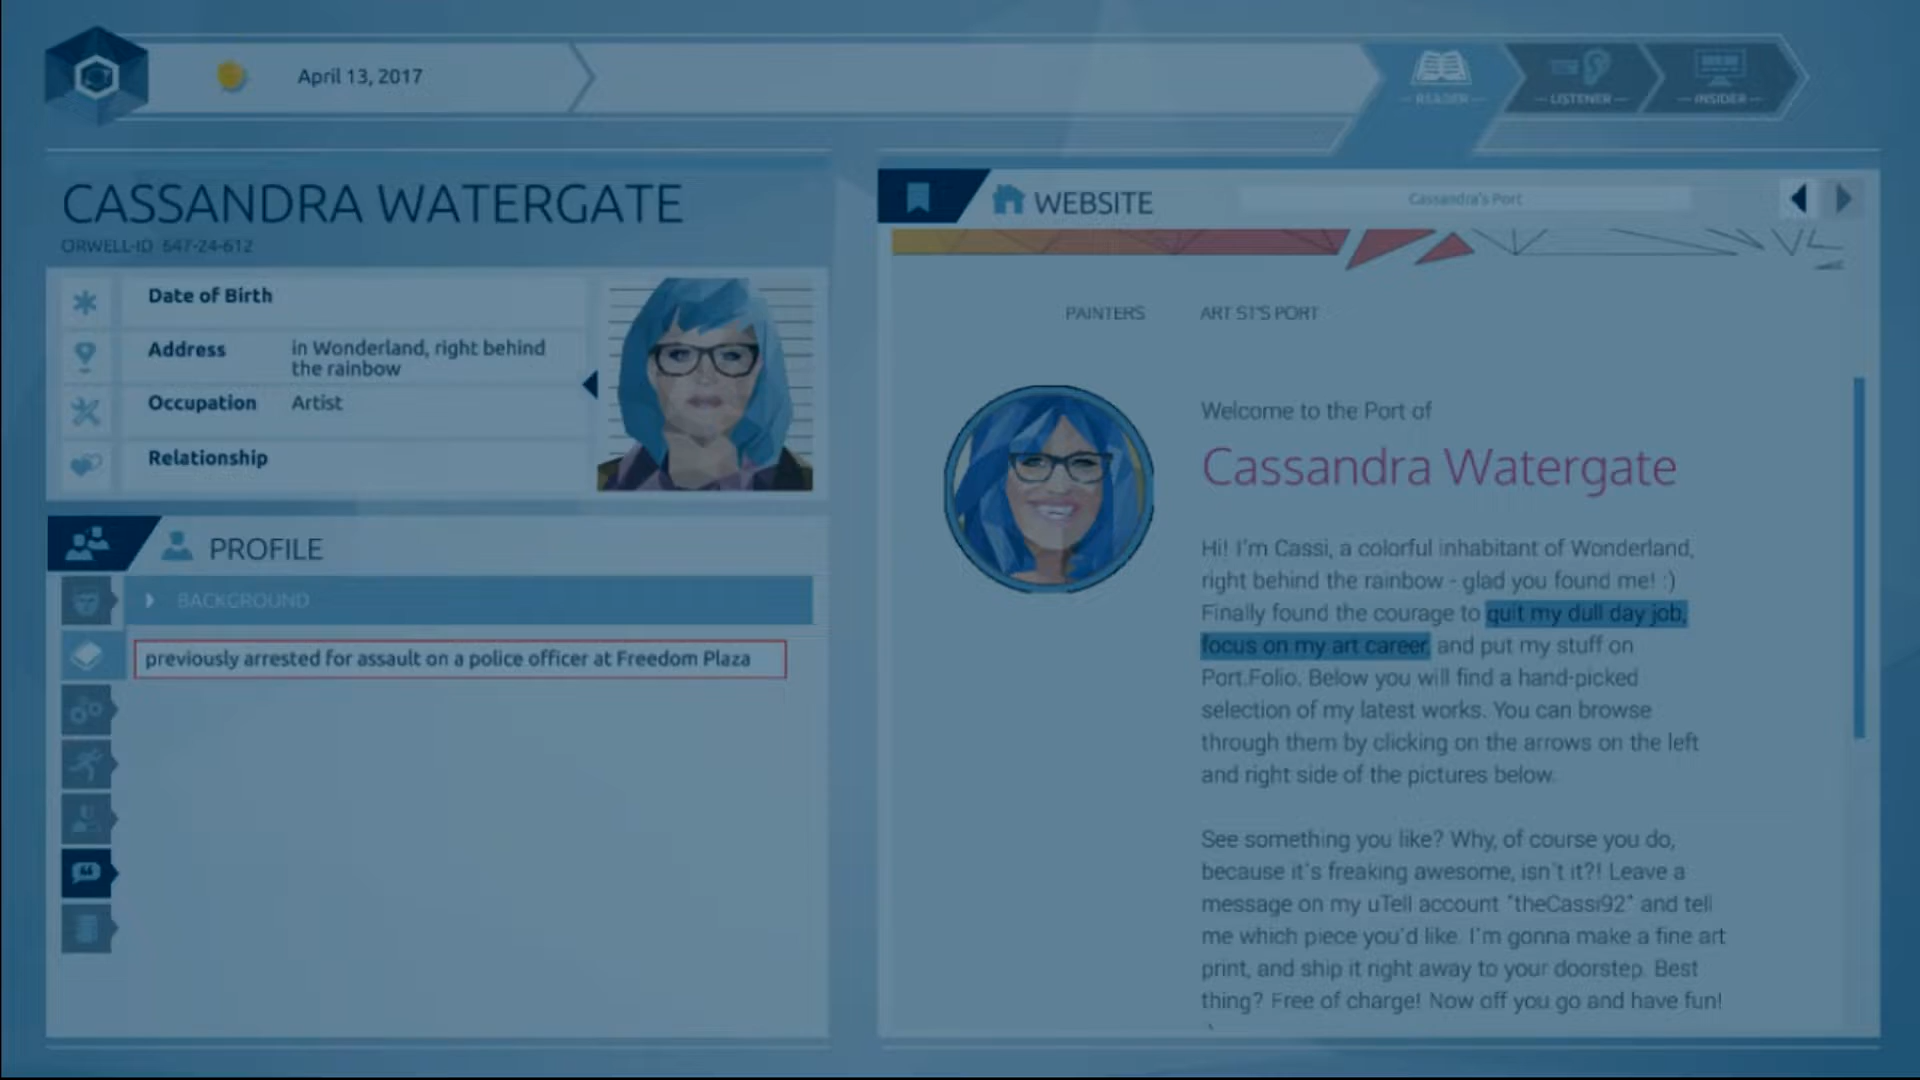 April 13, 2017
READER
LISTENER
INSIDER
CASSANDRA WATERGATE
ORWELL-ID 647-24-612
Date of Birth
Address in Wonderland, right behind
the rainbow
Occupation Artist
Relationship
PROFILE
BACKGROUND
previously arrested for assault on a police officer at Freedom Plaza
WEBSITE
Cassandra's Port
PAINTERS ART ST'S PORT
Welcome to the Port of
Cassandra Watergate
Hi! I'm Cassi, a colorful inhabitant of Wonderland,
right behind the rainbow - glad you found me! :)
Finally found the courage to quit my dull day job,
focus on my art career, and put my stuff on
Port.Folio. Below you will find a hand-picked
selection of my latest works. You can browse
through them by clicking on the arrows on the left
and right side of the pictures below.
See something you like? Why, of course you do,
because it's freaking awesome, isn't it?! Leave a
message on my uTell account "theCassi92" and tell
me which piece you'd like. I'm gonna make a fine art
print, and ship it right away to your doorstep. Best
thing? Free of charge! Now off you go and have fun!